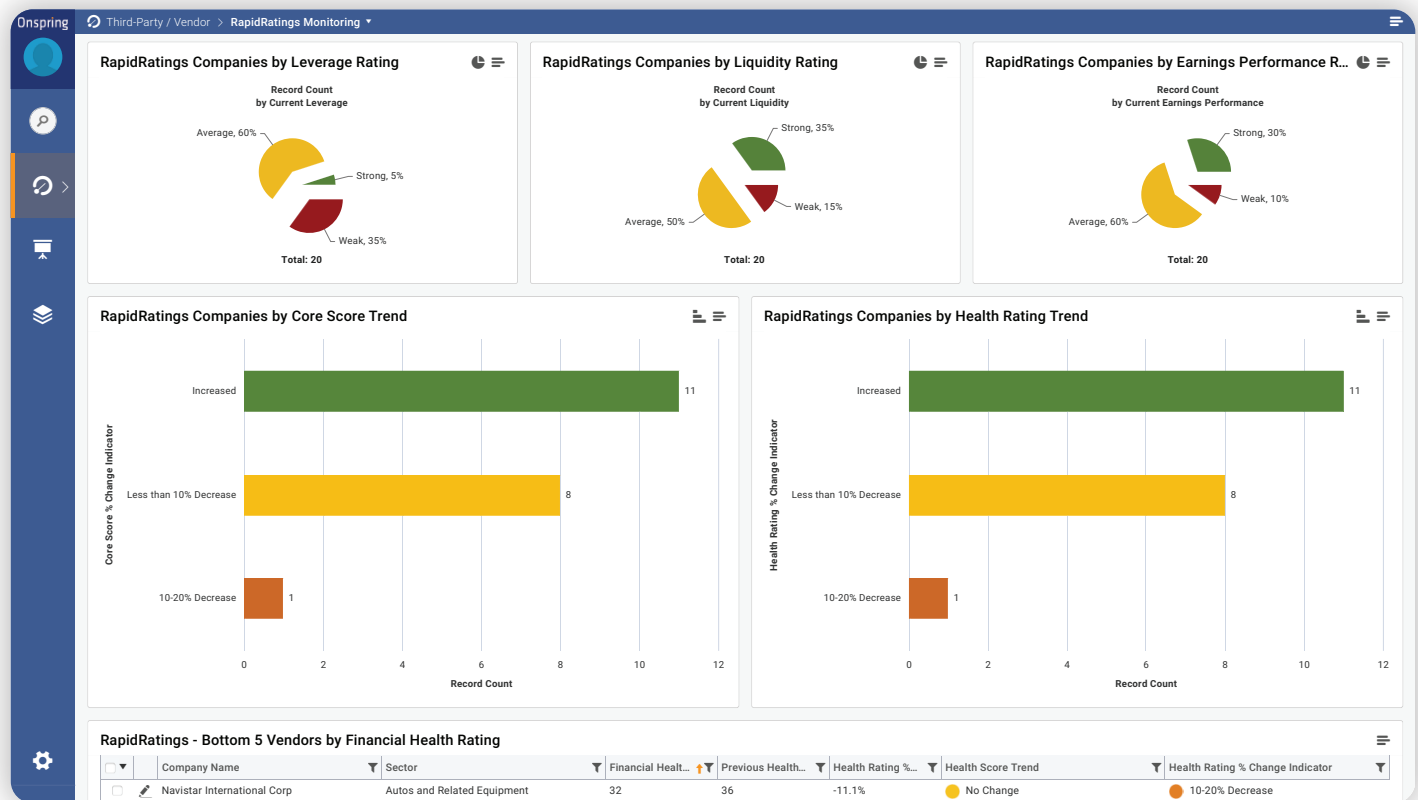 Onspring
Third-Party / Vendor > RapidRatings Monitoring
RapidRatings Companies by Leverage Rating
Record Count
by Current Leverage
Average, 60%
Strong, 5%
Weak, 35%
Total: 20
RapidRatings Companies by Liquidity Rating
Record Count
by Current Liquidity
Strong, 35%
Weak, 15%
Average, 50%
Total: 20
RapidRatings Companies by Earnings Performance R...
Record Count
by Current Earnings Performance
Strong, 30%
Weak, 10%
Average, 60%
Total: 20
RapidRatings Companies by Core Score Trend
Core Score % Change Indicator
Increased
11
Less than 10% Decrease
8
10-20% Decrease
1
0 2 4 6 8 10 12
Record Count
RapidRatings Companies by Health Rating Trend
Health Rating % Change Indicator
Increased
11
Less than 10% Decrease
8
10-20% Decrease
1
0 2 4 6 8 10 12
Record Count
RapidRatings - Bottom 5 Vendors by Financial Health Rating
Company Name Sector Financial Healt... Previous Health... Health Rating %... Health Score Trend Health Rating % Change Indicator
Navistar International Corp Autos and Related Equipment 32 36 -11.1% No Change 10-20% Decrease